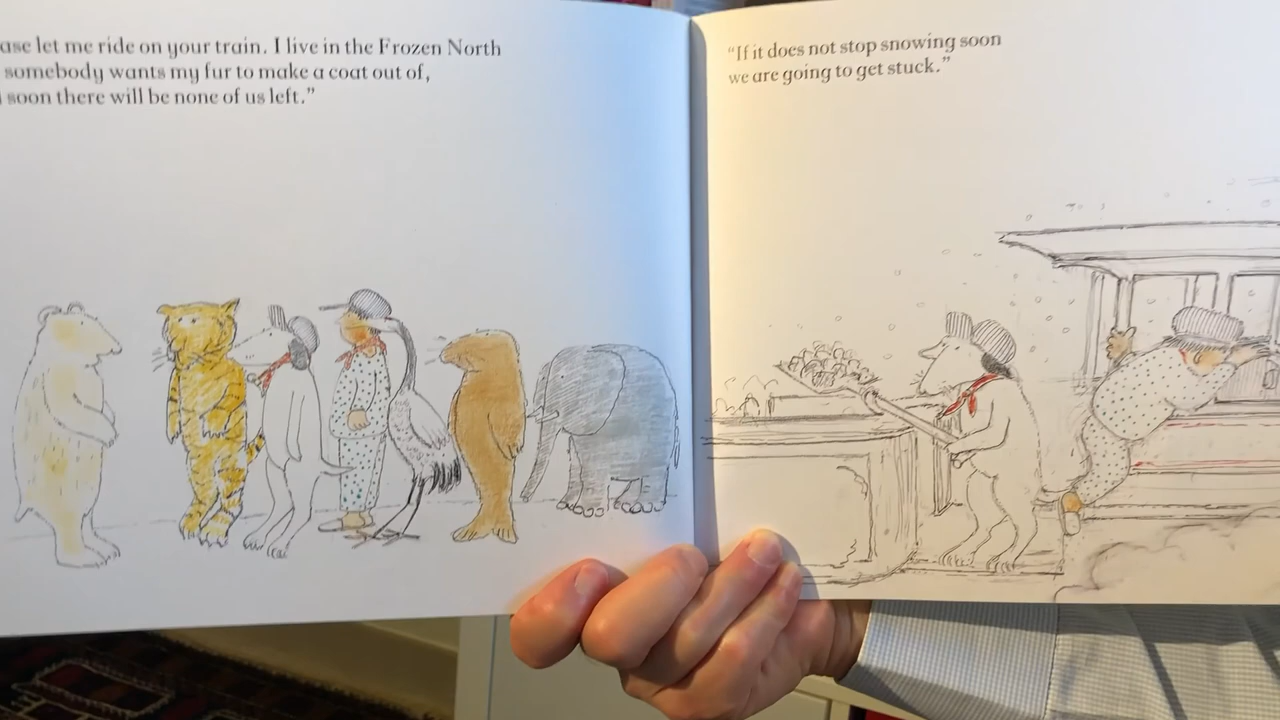 ase let me ride on your train. I live in the Frozen North
somebody wants my fur to make a coat out of,
soon there will be none of us left.”
“If it does not stop snowing soon
we are going to get stuck.”